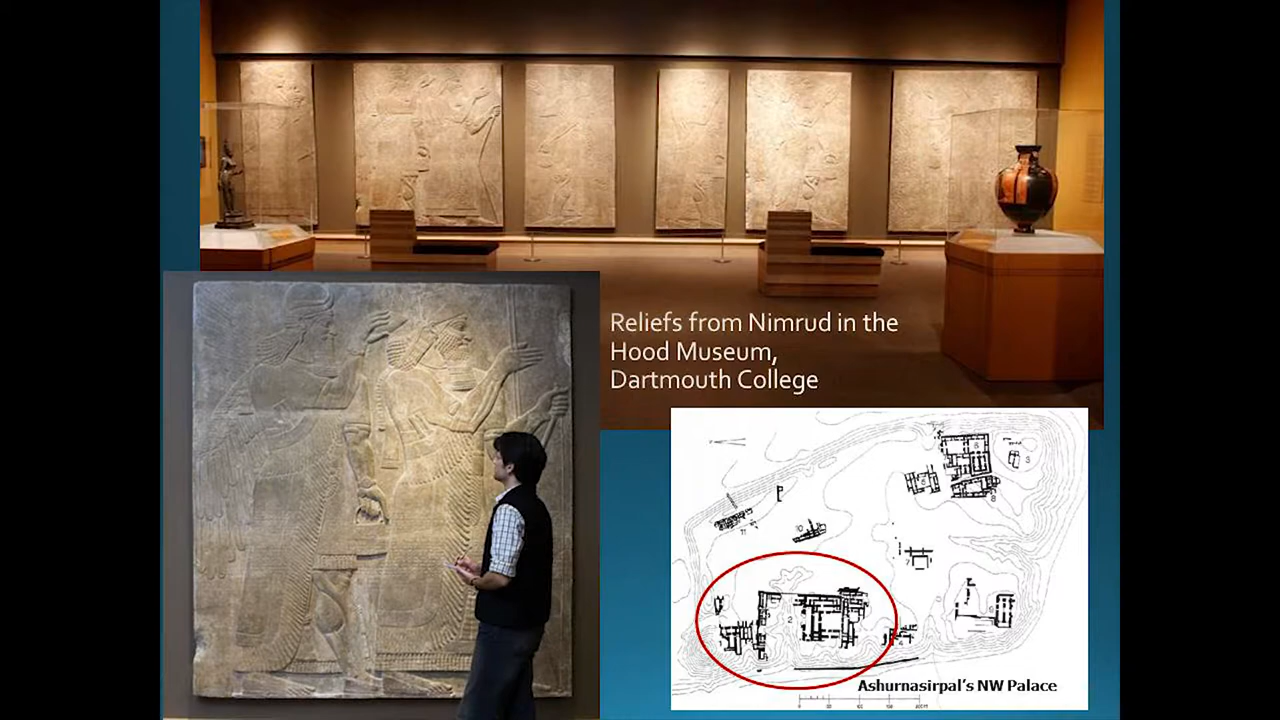 Reliefs from Nimrud in the
Hood Museum,
Dartmouth College
Ashurnasirpal's NW Palace